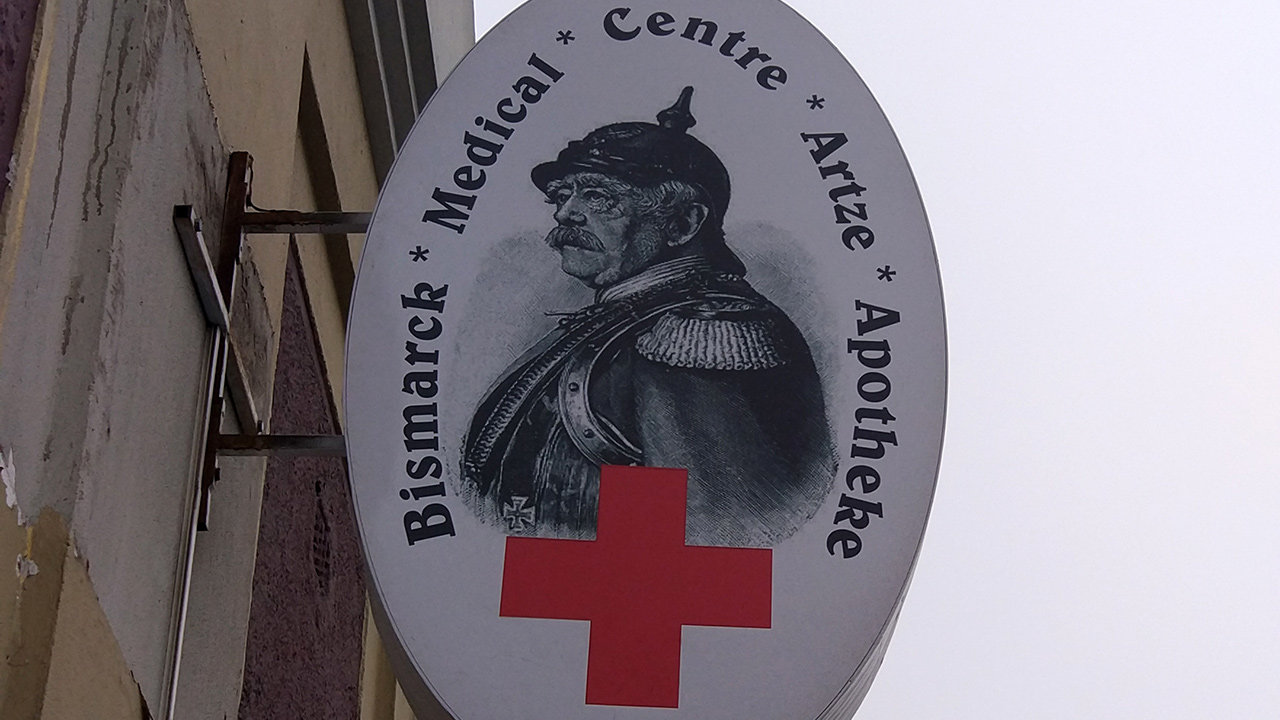 Bismarck * Medical * Centre * Artze * Apotheke